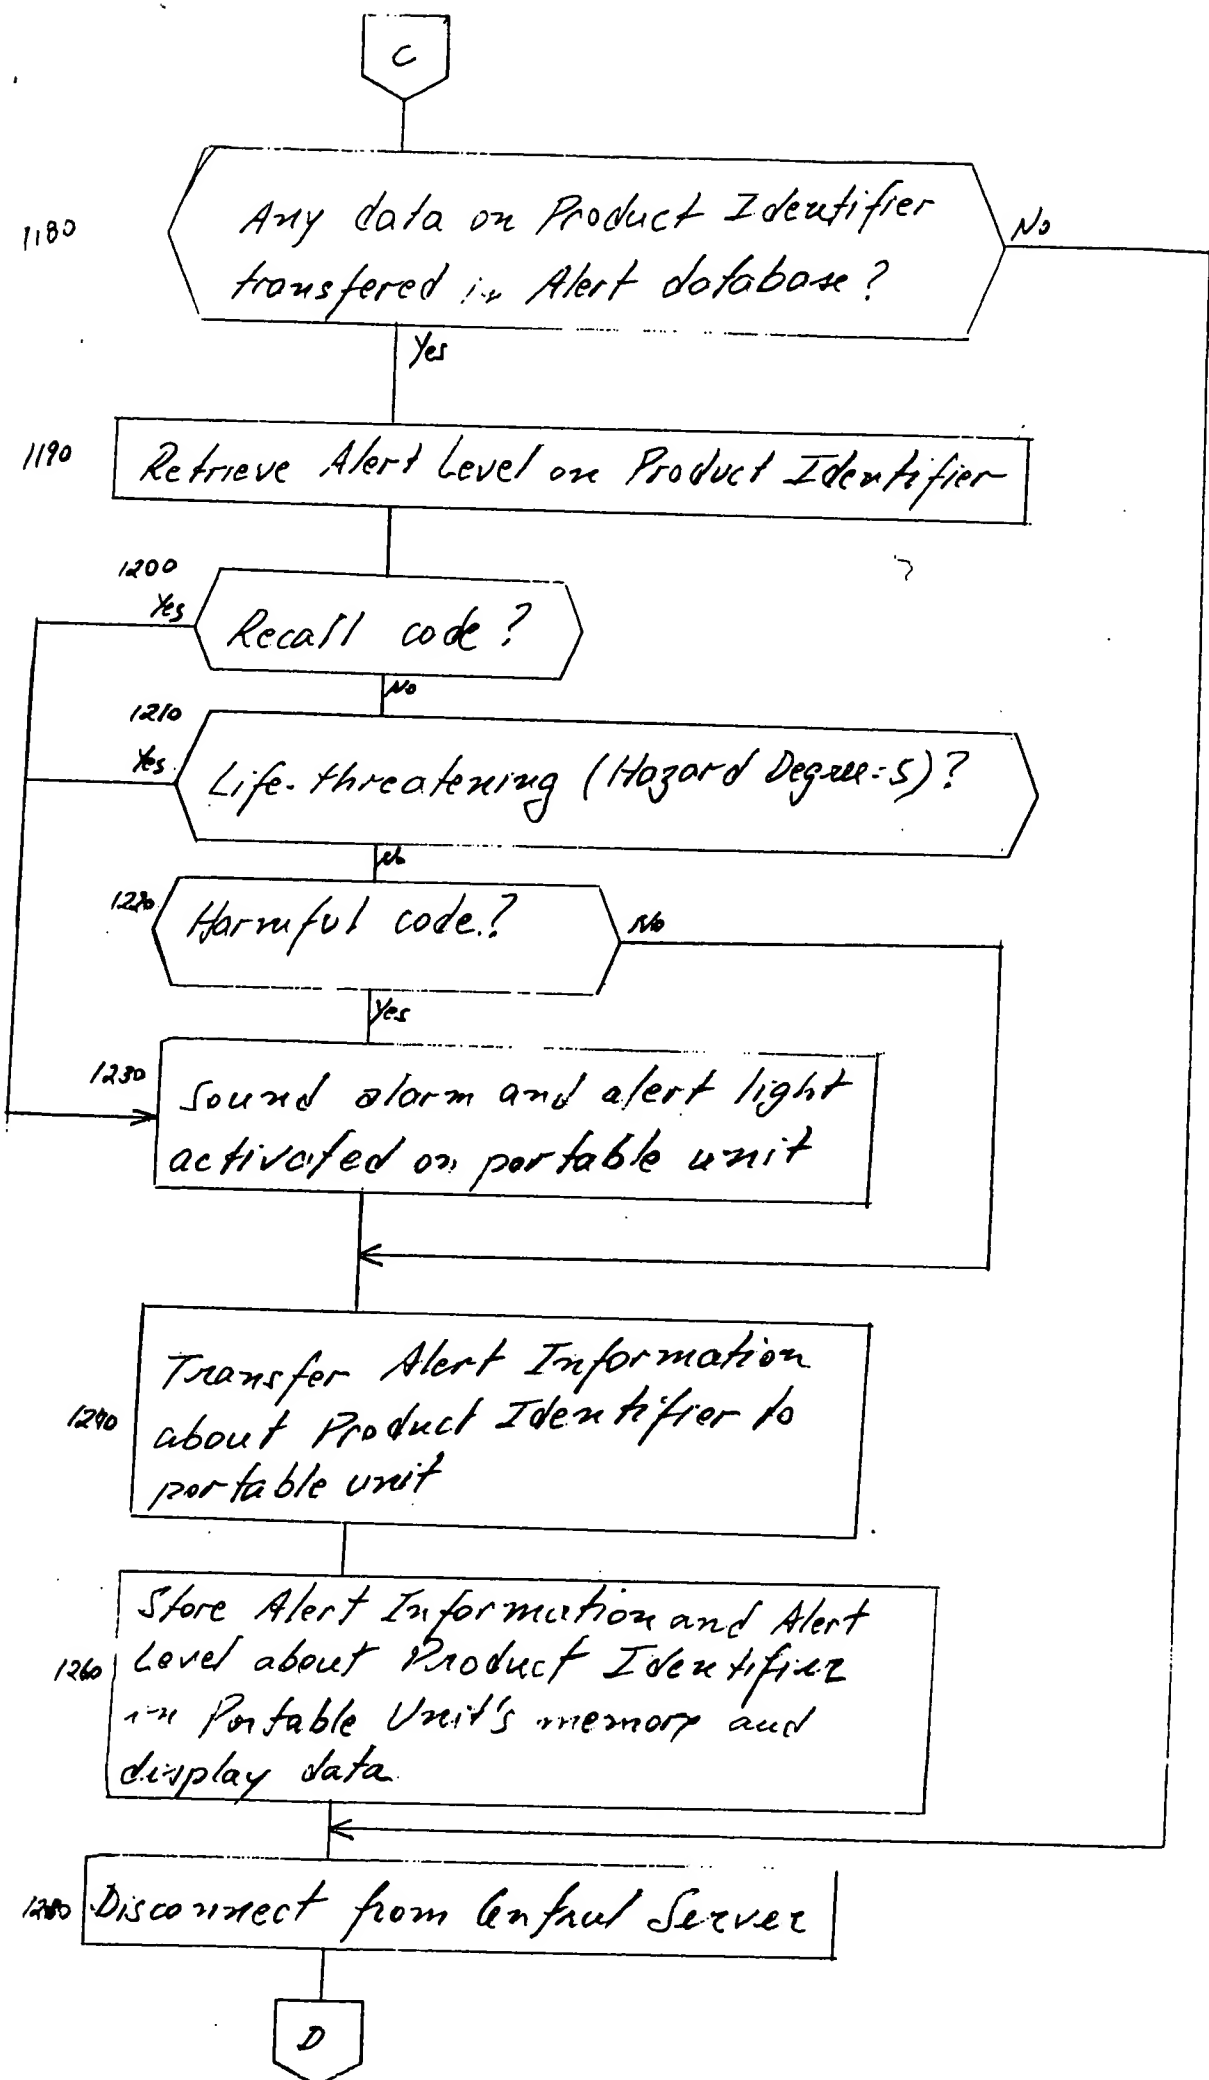 C
1180
Any data on Product Identifier
transfered in Alert database?
No
Yes
1190
Retrieve Alert Level on Product Identifier
1200
Yes
Recall code?
No
1210
Yes
Life-threatening (Hazard Degree=5)?
No
1220
Harmful code?
No
Yes
1230
Sound alarm and alert light
activated on portable unit
1240
Transfer Alert Information
about Product Identifier to
portable unit
1260
Store Alert Information and Alert
Level about Product Identifier
in Portable Unit's memory and
display data
1280
Disconnect from Central Server
D